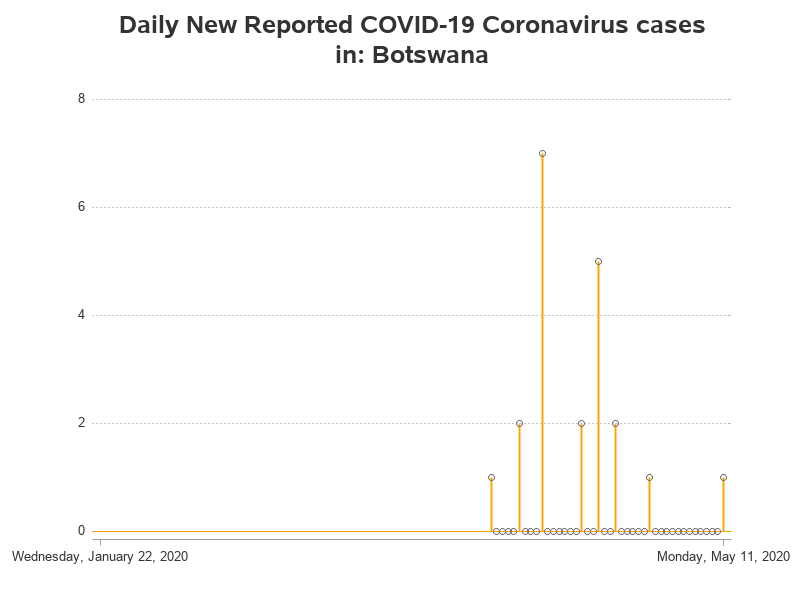 Daily New Reported COVID-19 Coronavirus cases
in: Botswana
8
6
4
2
0
Wednesday, January 22, 2020
Monday, May 11, 2020